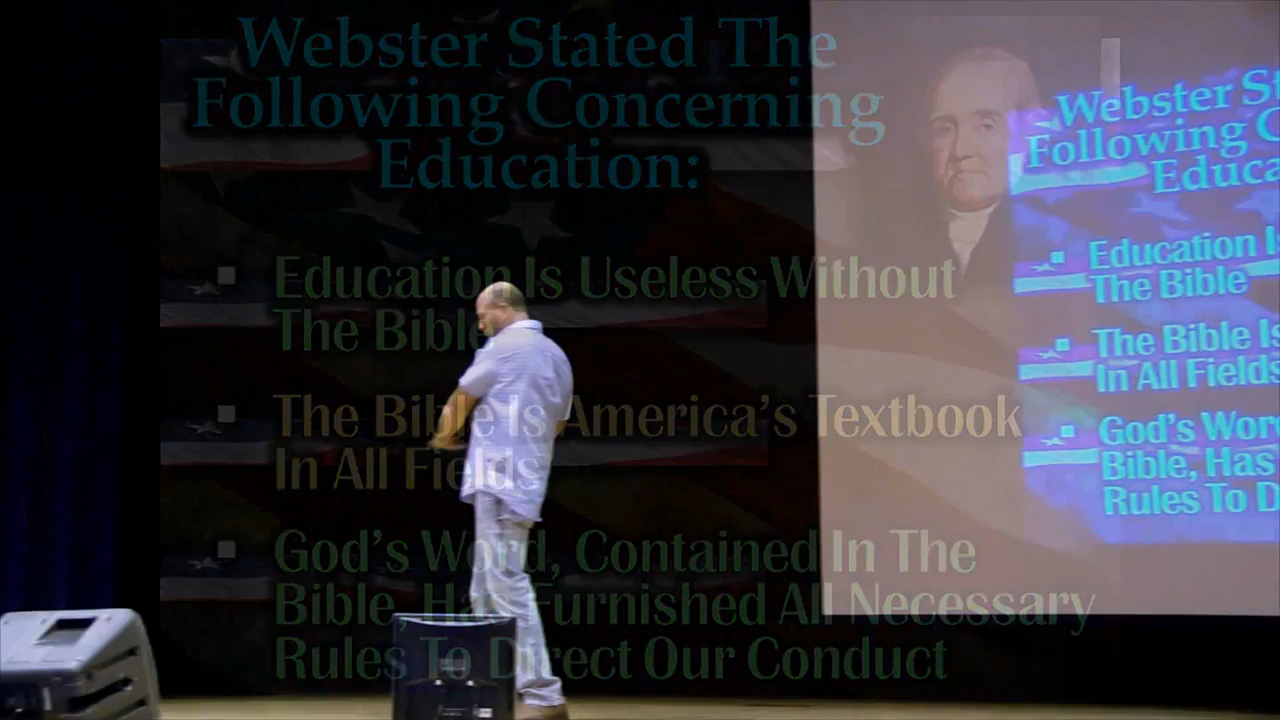 Webster Stated The
Following Concerning
Education:
Education Is Useless Without
The Bible
The Bible Is America's Textbook
In All Fields
God's Word, Contained In The
Bible, Has Furnished All Necessary
Rules To Direct Our Conduct
Webster St
Following C
Educa
Education I
The Bible
The Bible Is
In All Fields
God's Word
Bible, Has
Rules To D